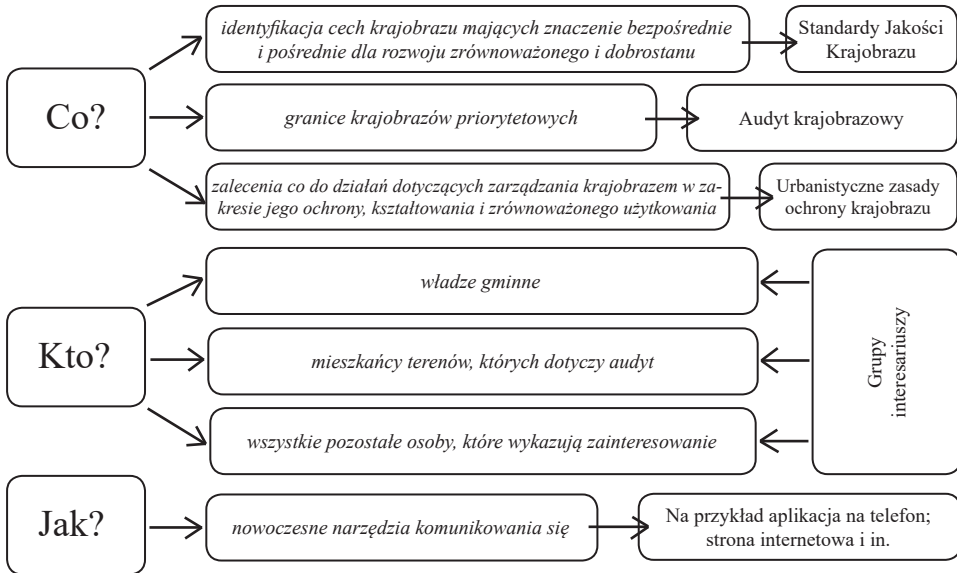 Co?
identyfikacja cech krajobrazu mających znaczenie bezpośrednie
i pośrednie dla rozwoju zrównoważonego i dobrostanu
Standardy Jakości
Krajobrazu
granice krajobrazów priorytetowych
Audyt krajobrazowy
zalecenia co do działań dotyczących zarządzania krajobrazem w za-
kresie jego ochrony, kształtowania i zrównoważonego użytkowania
Urbanistyczne zasady
ochrony krajobrazu
Kto?
władze gminne
mieszkańcy terenów, których dotyczy audyt
wszystkie pozostałe osoby, które wykazują zainteresowanie
Grupy
interesariuszy
Jak?
nowoczesne narzędzia komunikowania się
Na przykład aplikacja na telefon;
strona internetowa i in.